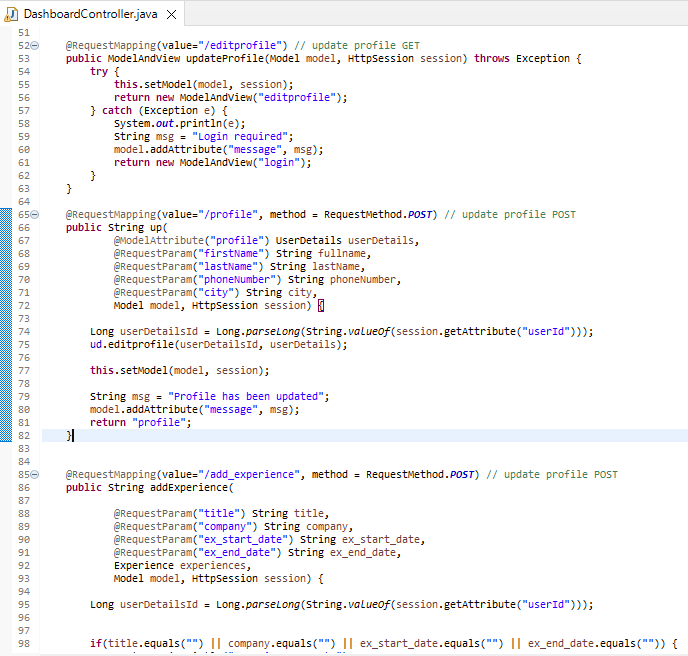 DashboardController.java
51
52 @RequestMapping(value="/editprofile") // update profile GET
53 public ModelAndView updateProfile(Model model, HttpSession session) throws Exception {
54 try {
55 this.setModel(model, session);
56 return new ModelAndView("editprofile");
57 } catch (Exception e) {
58 System.out.println(e);
59 String msg = "Login required";
60 model.addAttribute("message", msg);
61 return new ModelAndView("login");
62 }
63 }
64
65 @RequestMapping(value="/profile", method = RequestMethod.POST) // update profile POST
66 public String up(
67 @ModelAttribute("profile") UserDetails userDetails,
68 @RequestParam("firstName") String fullname,
69 @RequestParam("lastName") String lastName,
70 @RequestParam("phoneNumber") String phoneNumber,
71 @RequestParam("city") String city,
72 Model model, HttpSession session) {
73
74 Long userDetailsId = Long.parseLong(String.valueOf(session.getAttribute("userId")));
75 ud.editprofile(userDetailsId, userDetails);
76
77 this.setModel(model, session);
78
79 String msg = "Profile has been updated";
80 model.addAttribute("message", msg);
81 return "profile";
82 }
83
84
85 @RequestMapping(value="/add_experience", method = RequestMethod.POST) // update profile POST
86 public String addExperience(
87
88 @RequestParam("title") String title,
89 @RequestParam("company") String company,
90 @RequestParam("ex_start_date") String ex_start_date,
91 @RequestParam("ex_end_date") String ex_end_date,
92 Experience experiences,
93 Model model, HttpSession session) {
94
95 Long userDetailsId = Long.parseLong(String.valueOf(session.getAttribute("userId")));
96
97
98 if(title.equals("") || company.equals("") || ex_start_date.equals("") || ex_end_date.equals("")) {